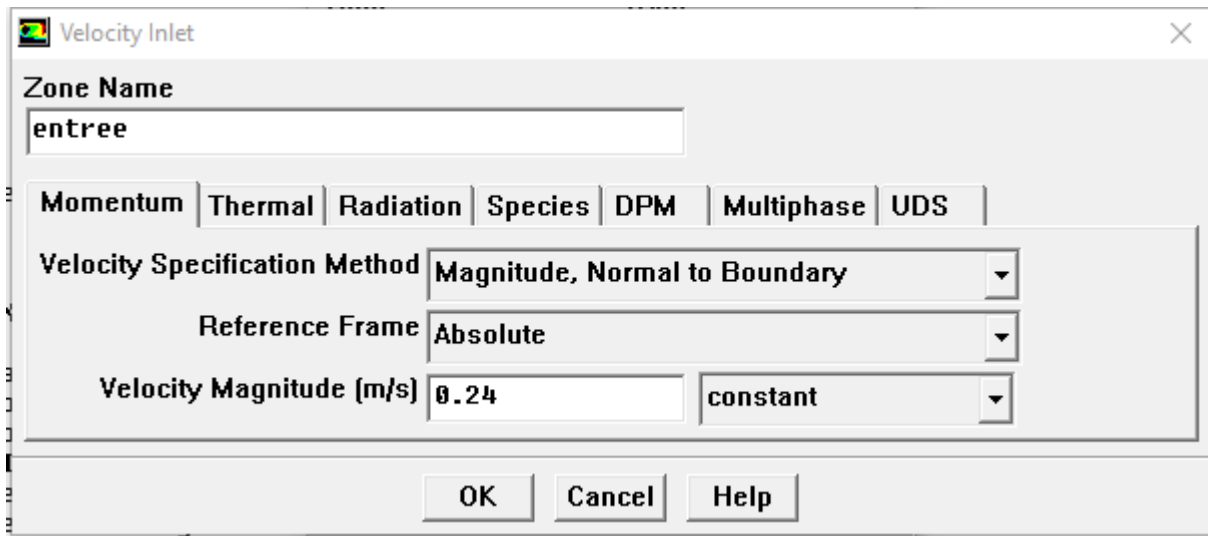 Velocity Inlet
Zone Name
entree
Momentum Thermal Radiation Species DPM Multiphase UDS
Velocity Specification Method Magnitude, Normal to Boundary
Reference Frame Absolute
Velocity Magnitude (m/s) 0.24 constant
OK Cancel Help